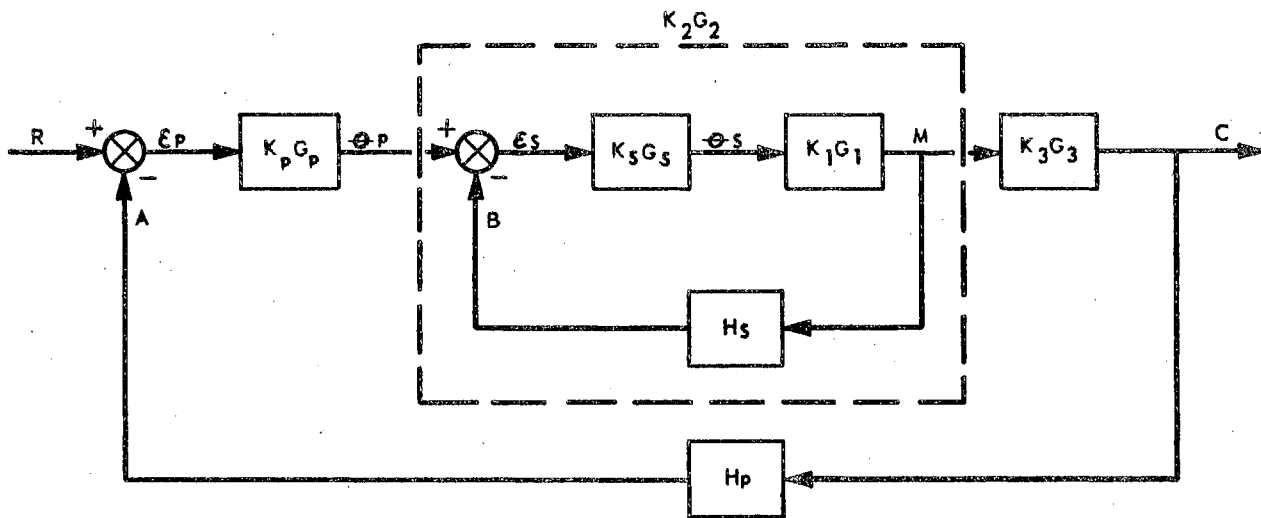 K₂G₂
R + εp KpGp θp + εs KsGs θs K₁G₁ M K₃G₃ C
−
−
A
B
Hs
Hp